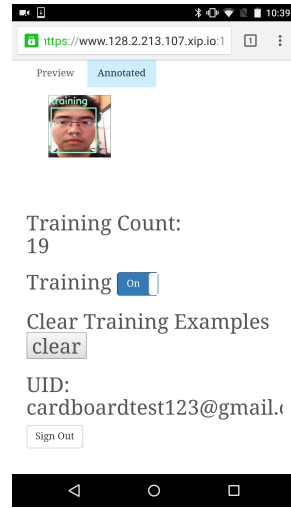 10:39
https://www.128.2.213.107.xip.io:1
1
Preview Annotated
training
Training Count:
19
Training On
Clear Training Examples
clear
UID:
cardboardtest123@gmail.c
Sign Out